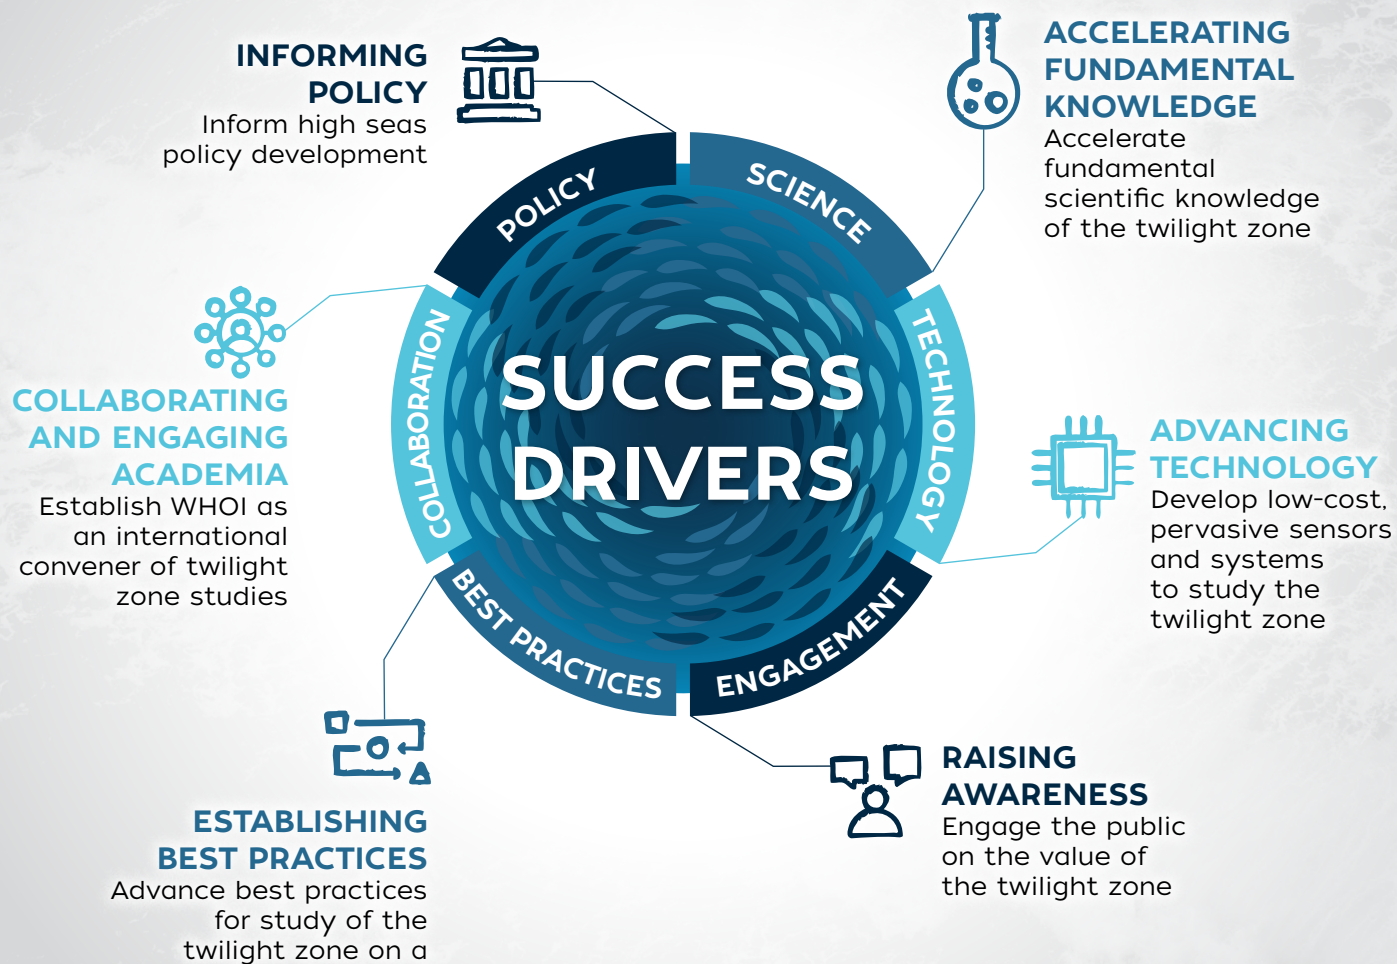 INFORMING
POLICY
Inform high seas
policy development
ACCELERATING
FUNDAMENTAL
KNOWLEDGE
Accelerate
fundamental
scientific knowledge
of the twilight zone
POLICY
SCIENCE
COLLABORATION
TECHNOLOGY
SUCCESS
DRIVERS
BEST PRACTICES
ENGAGEMENT
COLLABORATING
AND ENGAGING
ACADEMIA
Establish WHOI as
an international
convener of twilight
zone studies
ADVANCING
TECHNOLOGY
Develop low-cost,
pervasive sensors
and systems
to study the
twilight zone
ESTABLISHING
BEST PRACTICES
Advance best practices
for study of the
twilight zone on a
RAISING
AWARENESS
Engage the public
on the value of
the twilight zone